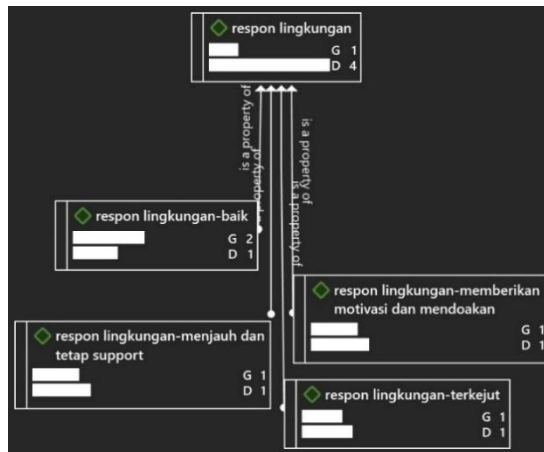 respon lingkungan
G 1
D 4
is a property of
is a property of
is a property of
is a property of
respon lingkungan-baik
G 2
D 1
respon lingkungan-memberikan
motivasi dan mendoakan
G 1
D 1
respon lingkungan-menjauh dan
tetap support
G 1
D 1
respon lingkungan-terkejut
G 1
D 1